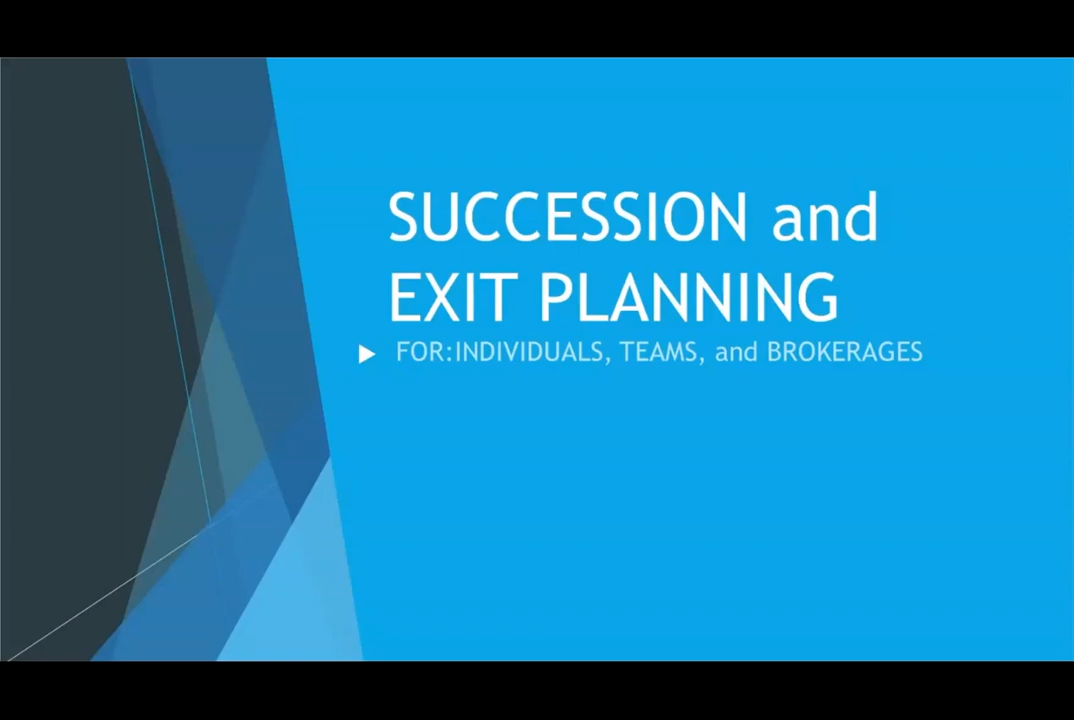 SUCCESSION and
EXIT PLANNING
FOR:INDIVIDUALS, TEAMS, and BROKERAGES